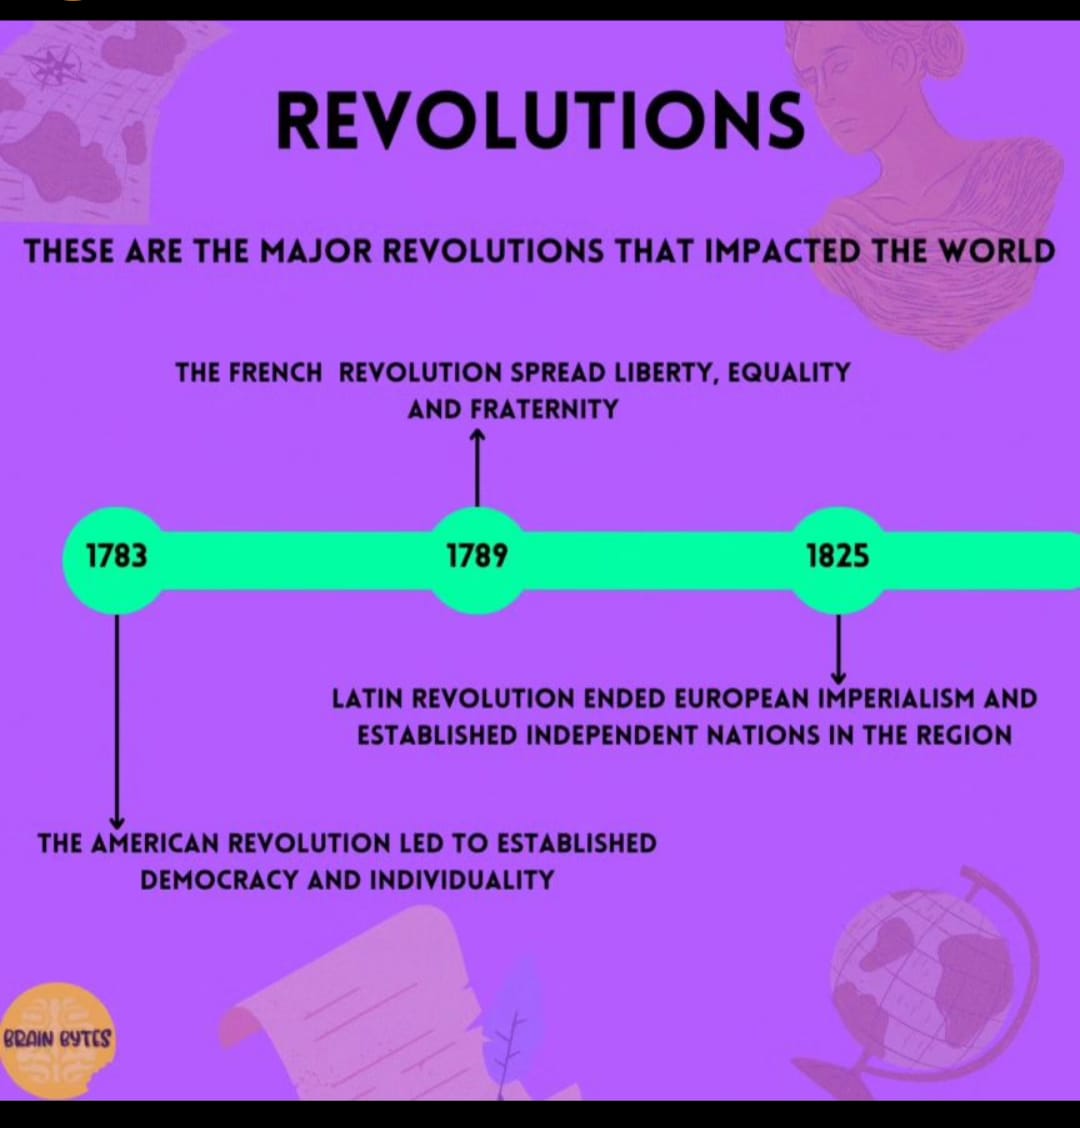 REVOLUTIONS
THESE ARE THE MAJOR REVOLUTIONS THAT IMPACTED THE WORLD
THE FRENCH REVOLUTION SPREAD LIBERTY, EQUALITY
AND FRATERNITY
1783
1789
1825
LATIN REVOLUTION ENDED EUROPEAN IMPERIALISM AND
ESTABLISHED INDEPENDENT NATIONS IN THE REGION
THE AMERICAN REVOLUTION LED TO ESTABLISHED
DEMOCRACY AND INDIVIDUALITY
BRAIN BYTES